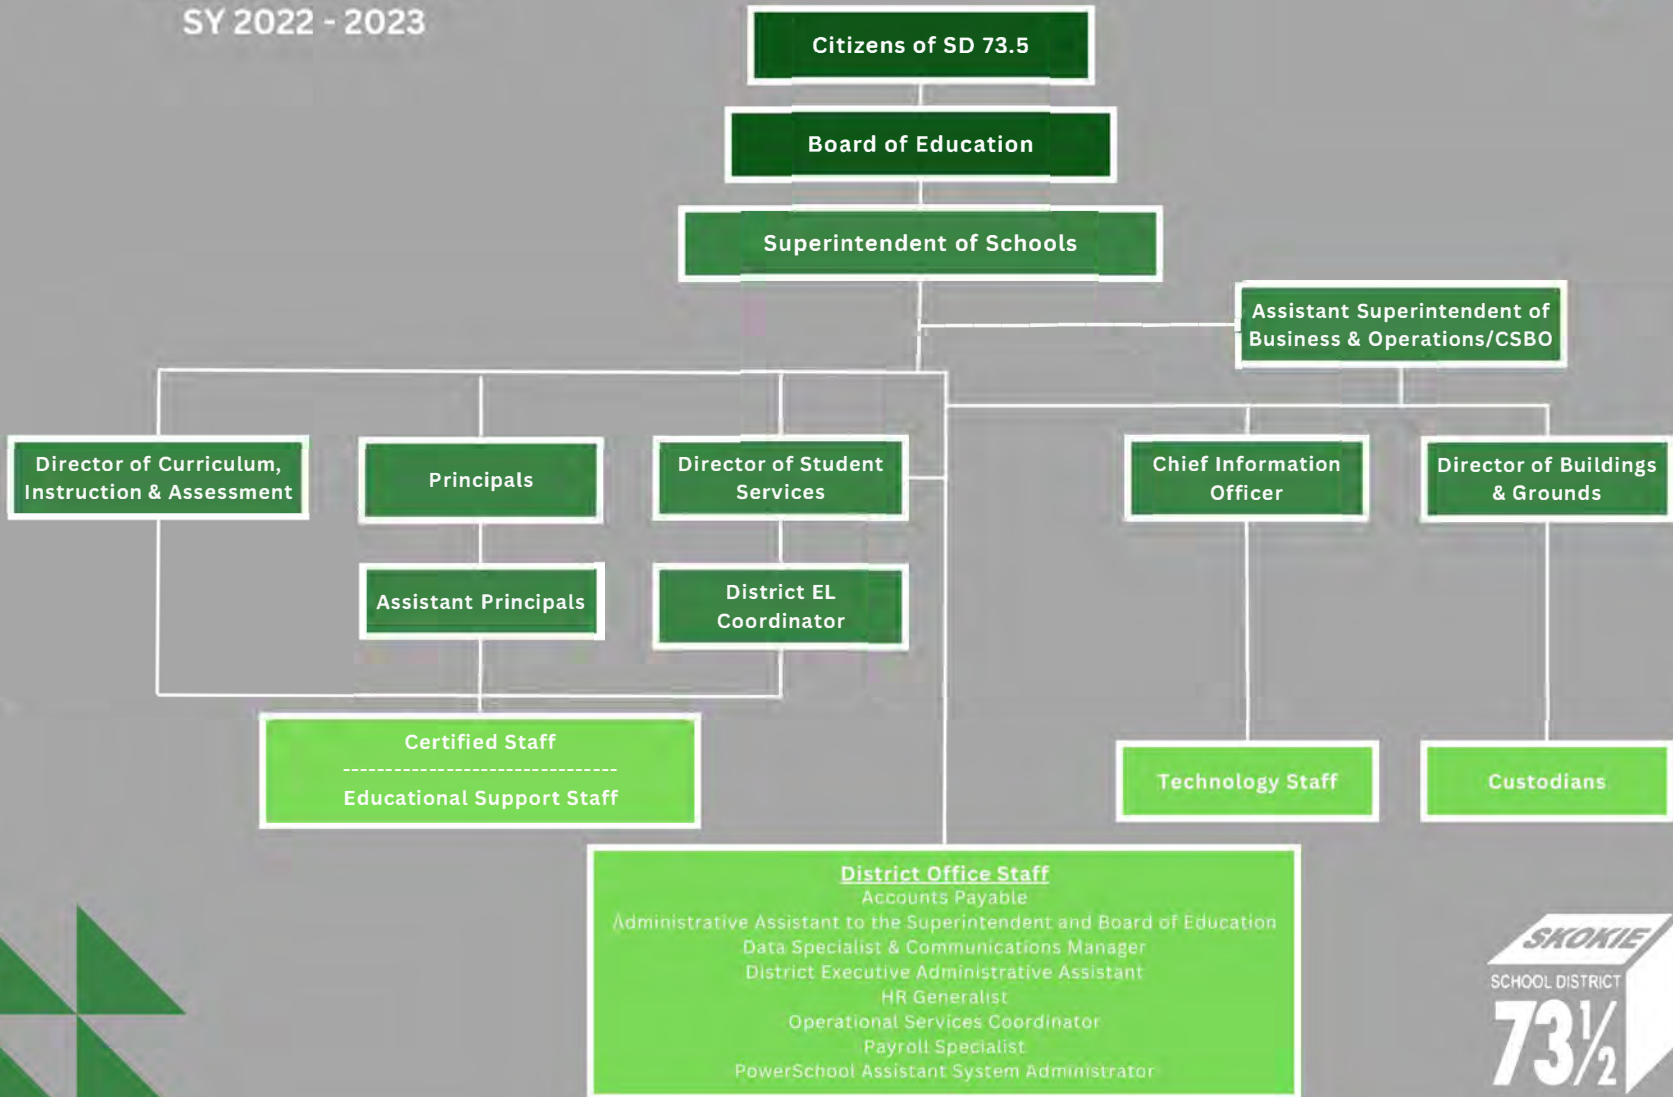 SY 2022 - 2023
Citizens of SD 73.5
Board of Education
Superintendent of Schools
Assistant Superintendent of
Business & Operations/CSBO
Director of Curriculum,
Instruction & Assessment
Principals
Director of Student
Services
Chief Information
Officer
Director of Buildings
& Grounds
Assistant Principals
District EL
Coordinator
Certified Staff
--------------------------------
Educational Support Staff
Technology Staff
Custodians
District Office Staff
Accounts Payable
Administrative Assistant to the Superintendent and Board of Education
Data Specialist & Communications Manager
District Executive Administrative Assistant
HR Generalist
Operational Services Coordinator
Payroll Specialist
PowerSchool Assistant System Administrator
SKOKIE
SCHOOL DISTRICT
73 1/2